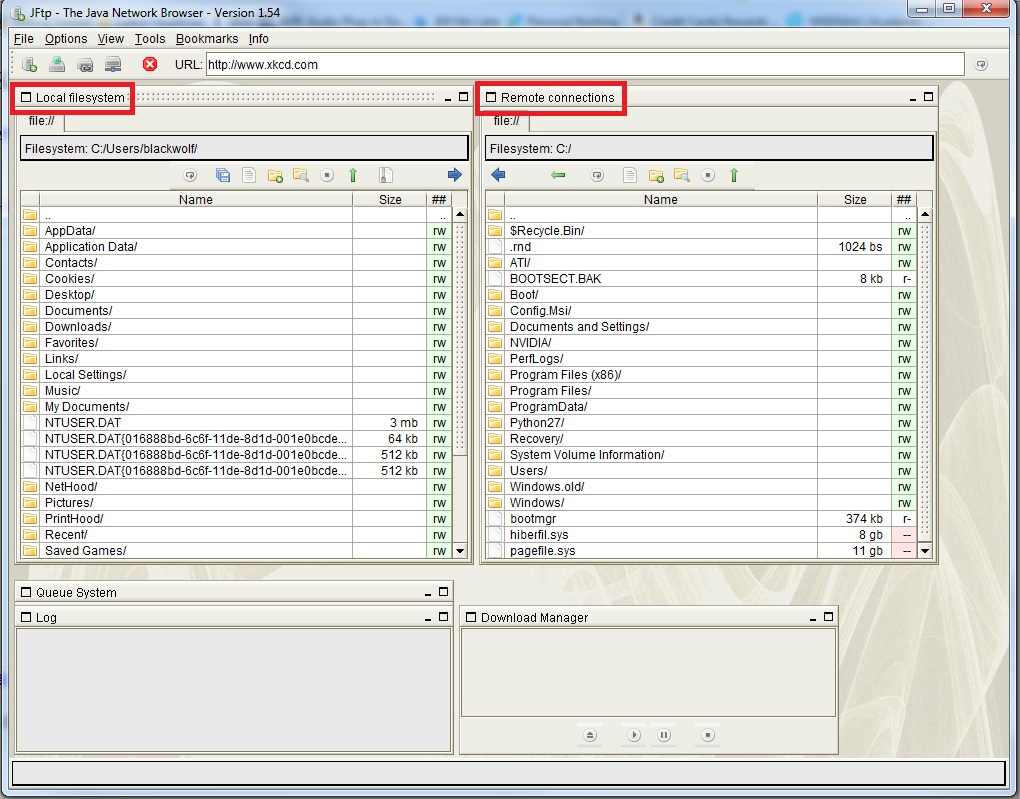 JFtp - The Java Network Browser - Version 1.54
File Options View Tools Bookmarks Info
URL: http://www.xkcd.com
Local filesystem
file://
Filesystem: C:/Users/blackwolf/
Name Size ##
.. ..
AppData/ rw
Application Data/ rw
Contacts/ rw
Cookies/ rw
Desktop/ rw
Documents/ rw
Downloads/ rw
Favorites/ rw
Links/ rw
Local Settings/ rw
Music/ rw
My Documents/ rw
NTUSER.DAT 3 mb rw
NTUSER.DAT{016888bd-6c6f-11de-8d1d-001e0bcde... 64 kb rw
NTUSER.DAT{016888bd-6c6f-11de-8d1d-001e0bcde... 512 kb rw
NTUSER.DAT{016888bd-6c6f-11de-8d1d-001e0bcde... 512 kb rw
NetHood/ rw
Pictures/ rw
PrintHood/ rw
Recent/ rw
Saved Games/ rw
Remote connections
file://
Filesystem: C:/
Name Size ##
.. ..
$Recycle.Bin/ rw
.rnd 1024 bs rw
ATI/ rw
BOOTSECT.BAK 8 kb r-
Boot/ rw
Config.Msi/ rw
Documents and Settings/ rw
NVIDIA/ rw
PerfLogs/ rw
Program Files (x86)/ rw
Program Files/ rw
ProgramData/ rw
Python27/ rw
Recovery/ rw
System Volume Information/ rw
Users/ rw
Windows.old/ rw
Windows/ rw
bootmgr 374 kb r-
hiberfil.sys 8 gb --
pagefile.sys 11 gb --
Queue System
Log
Download Manager